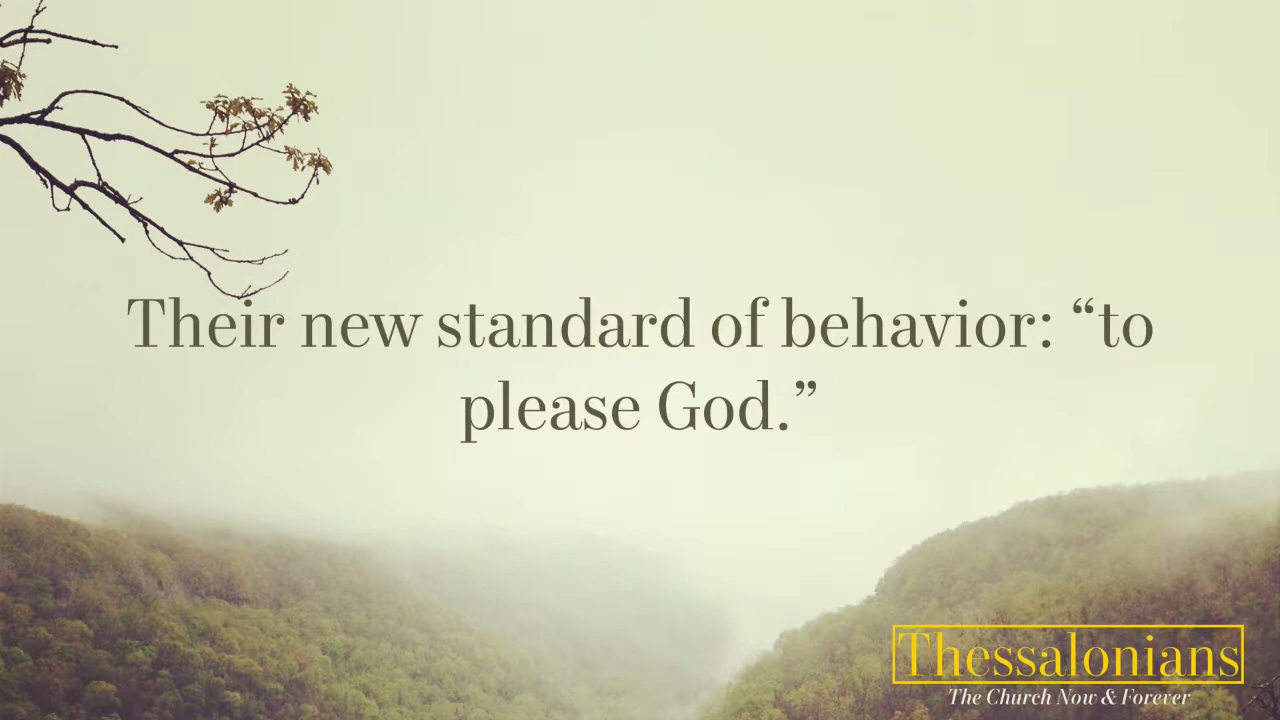 Their new standard of behavior: “to
please God.”
Thessalonians
The Church Now & Forever